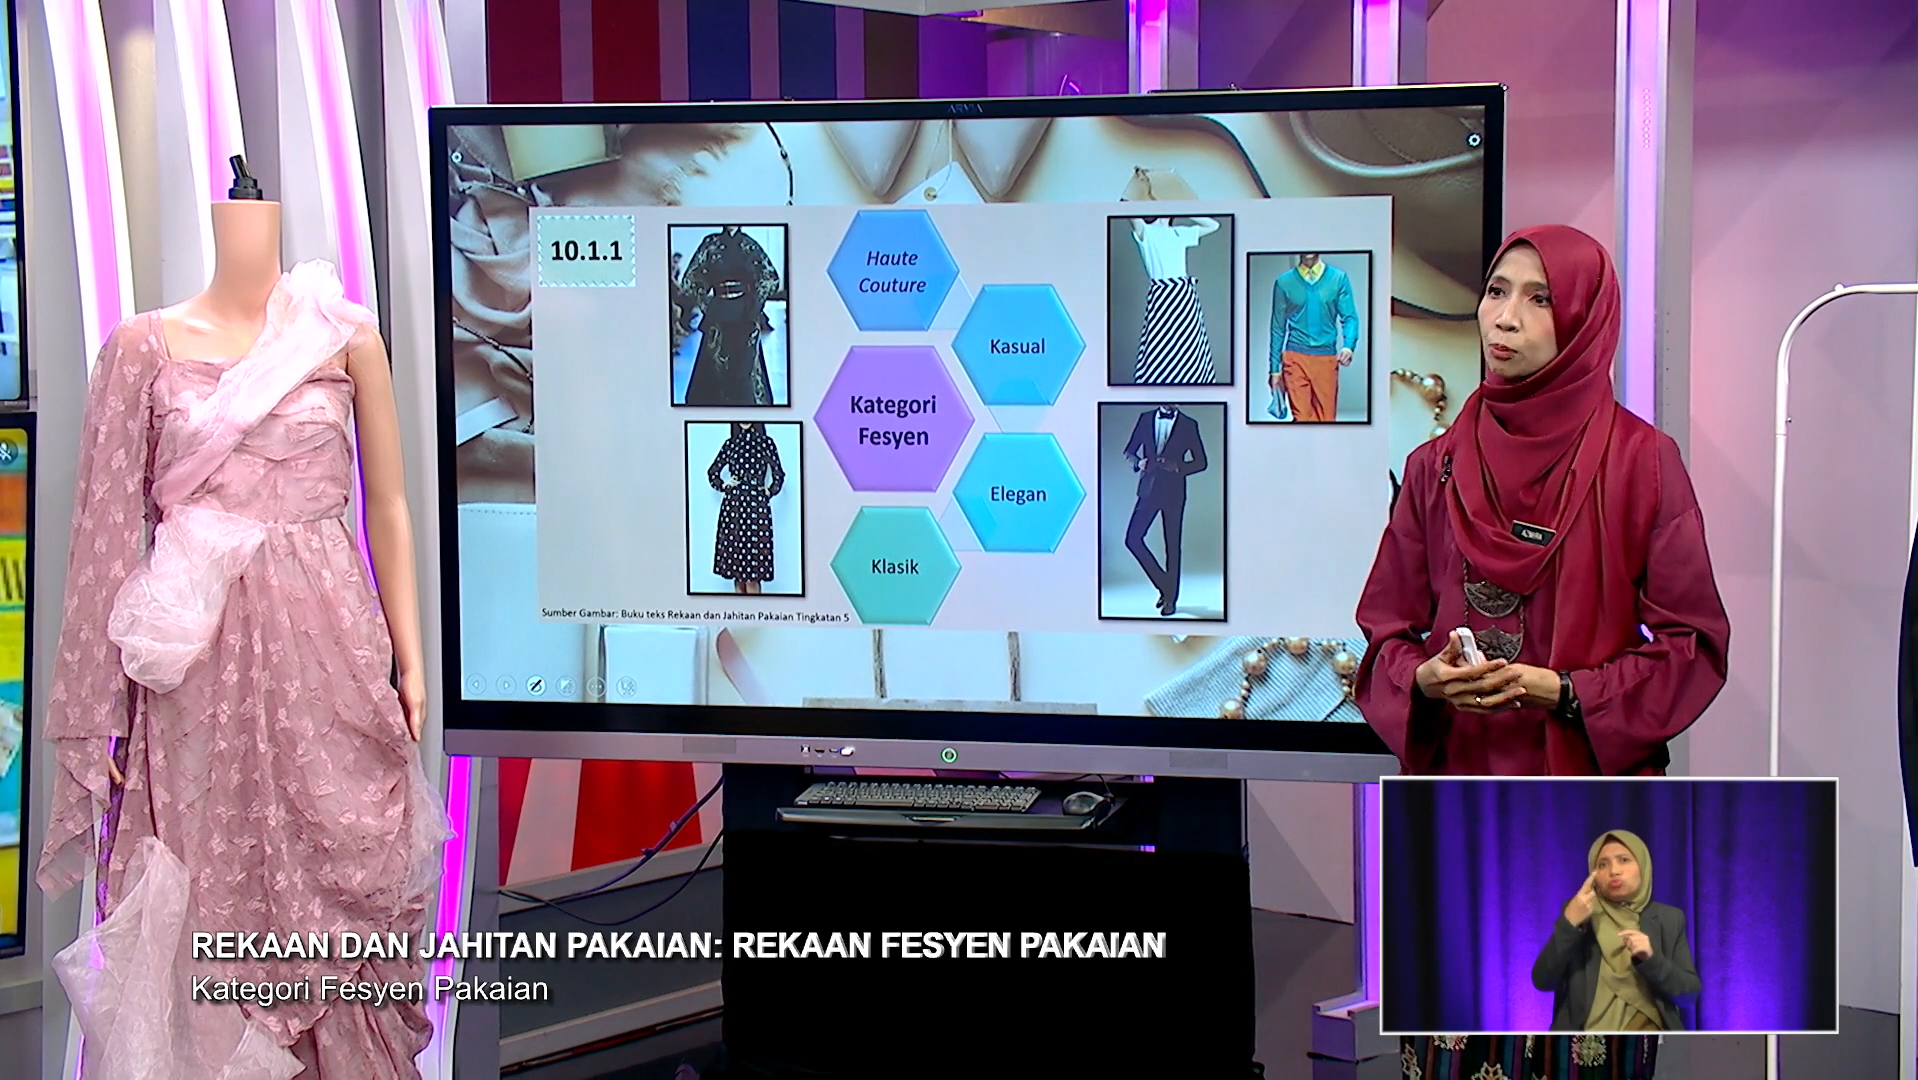 10.1.1
Haute
Couture
Kasual
Kategori
Fesyen
Elegan
Klasik
Sumber Gambar: Buku teks Rekaan dan Jahitan Pakaian Tingkatan 5
REKAAN DAN JAHITAN PAKAIAN: REKAAN FESYEN PAKAIAN
Kategori Fesyen Pakaian